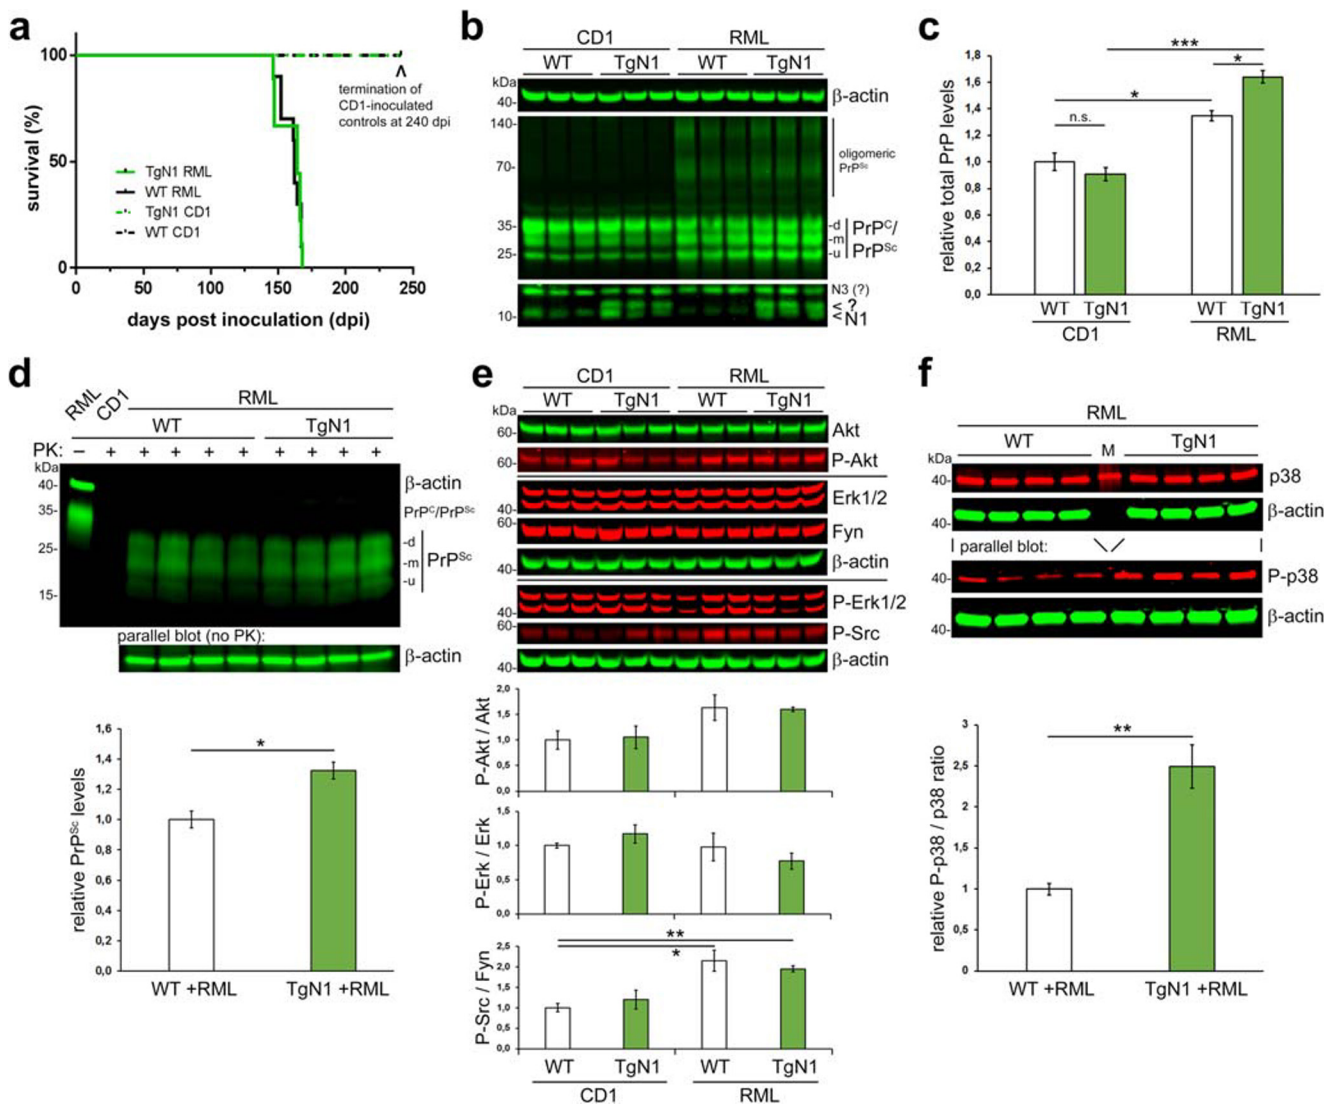 a
survival (%)
100
50
0
0 50 100 150 200 250
days post inoculation (dpi)
TgN1 RML
WT RML
TgN1 CD1
WT CD1
termination of
CD1-inoculated
controls at 240 dpi
b
CD1 RML
WT TgN1 WT TgN1
kDa
40-
β-actin
140-
70-
35-
25-
oligomeric
PrPSc
-d
-m
-u
PrPC/
PrPSc
10-
N3 (?)
< ?
< N1
c
relative total PrP levels
1,8
1,6
1,4
1,2
1,0
0,8
0,6
0,4
0,2
0,0
***
*
*
n.s.
WT TgN1 WT TgN1
CD1 RML
d
RML CD1 RML
WT TgN1
PK: – + + + + + + + + +
kDa
40-
35-
25-
15-
β-actin
PrPC/PrPSc
-d
-m
-u
PrPSc
parallel blot (no PK):
β-actin
relative PrPSc levels
1,6
1,4
1,2
1,0
0,8
0,6
0,4
0,2
0,0
*
WT +RML TgN1 +RML
e
CD1 RML
WT TgN1 WT TgN1
kDa
60- Akt
60- P-Akt
40- Erk1/2
60- Fyn
40- β-actin
40- P-Erk1/2
60- P-Src
40- β-actin
P-Akt / Akt
2,0
1,5
1,0
0,5
0,0
P-Erk / Erk
1,5
1,0
0,5
0,0
P-Src / Fyn
2,5
2,0
1,5
1,0
0,5
0,0
**
*
WT TgN1 WT TgN1
CD1 RML
f
RML
WT M TgN1
kDa
40- p38
40- β-actin
parallel blot:
40- P-p38
40- β-actin
relative P-p38 / p38 ratio
3
2,5
2
1,5
1
0,5
0
**
WT +RML TgN1 +RML